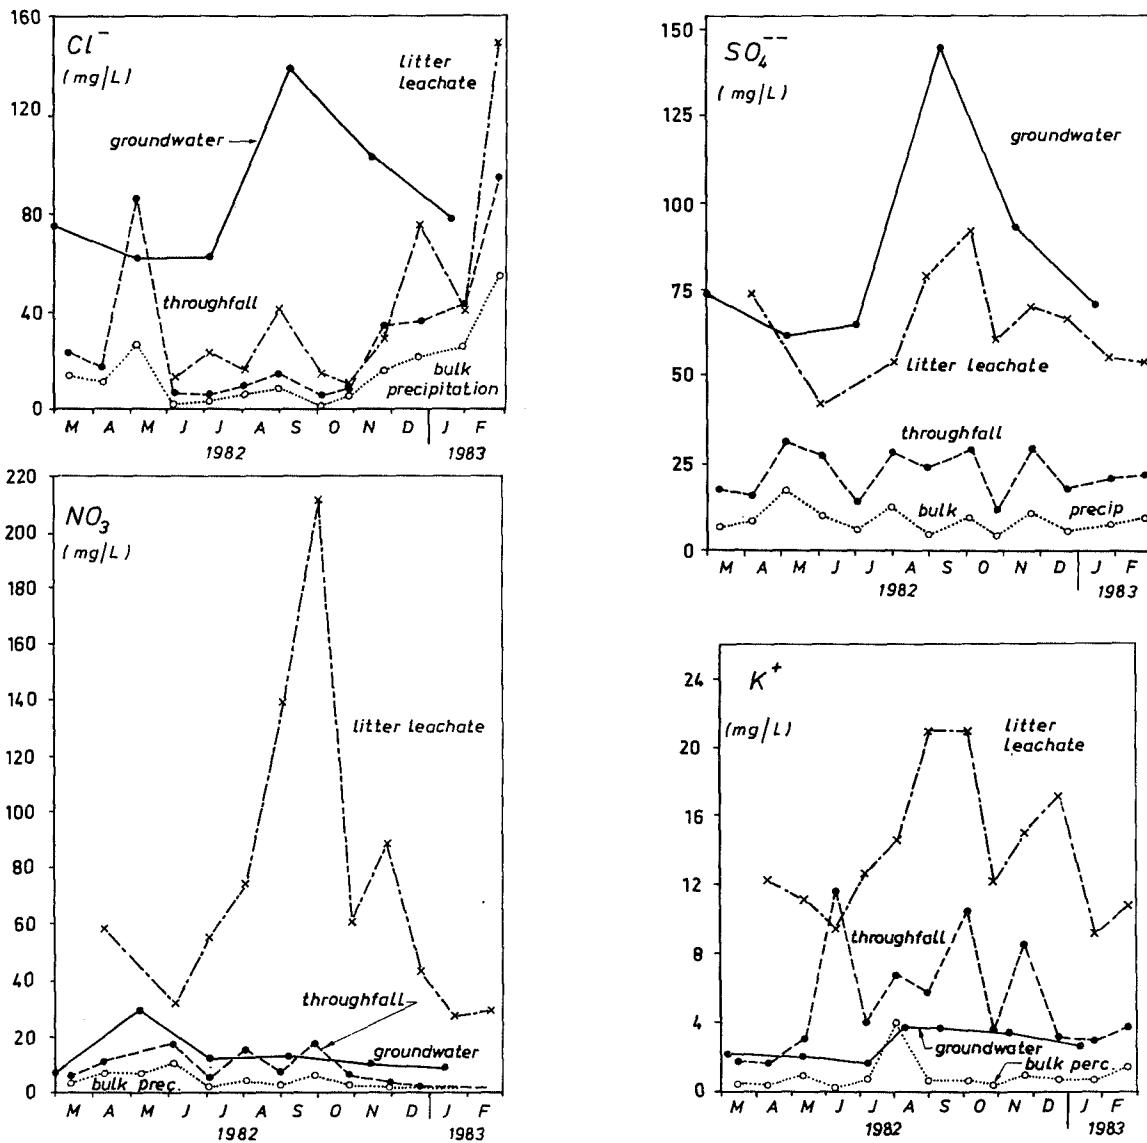 160
120
80
40
0
Cl⁻
(mg/L)
litter
leachate
groundwater
throughfall
bulk
precipitation
M A M J J A S O N D J F
1982 1983
150
125
100
75
50
25
0
SO₄⁻⁻
(mg/L)
groundwater
litter leachate
throughfall
bulk precip
M A M J J A S O N D J F
1982 1983
220
200
180
160
140
120
100
80
60
40
20
0
NO₃
(mg/L)
litter leachate
throughfall
groundwater
bulk prec.
M A M J J A S O N D J F
1982 1983
24
20
16
12
8
4
0
K⁺
(mg/L)
litter
leachate
throughfall
groundwater
bulk perc.
M A M J J A S O N D J F
1982 1983